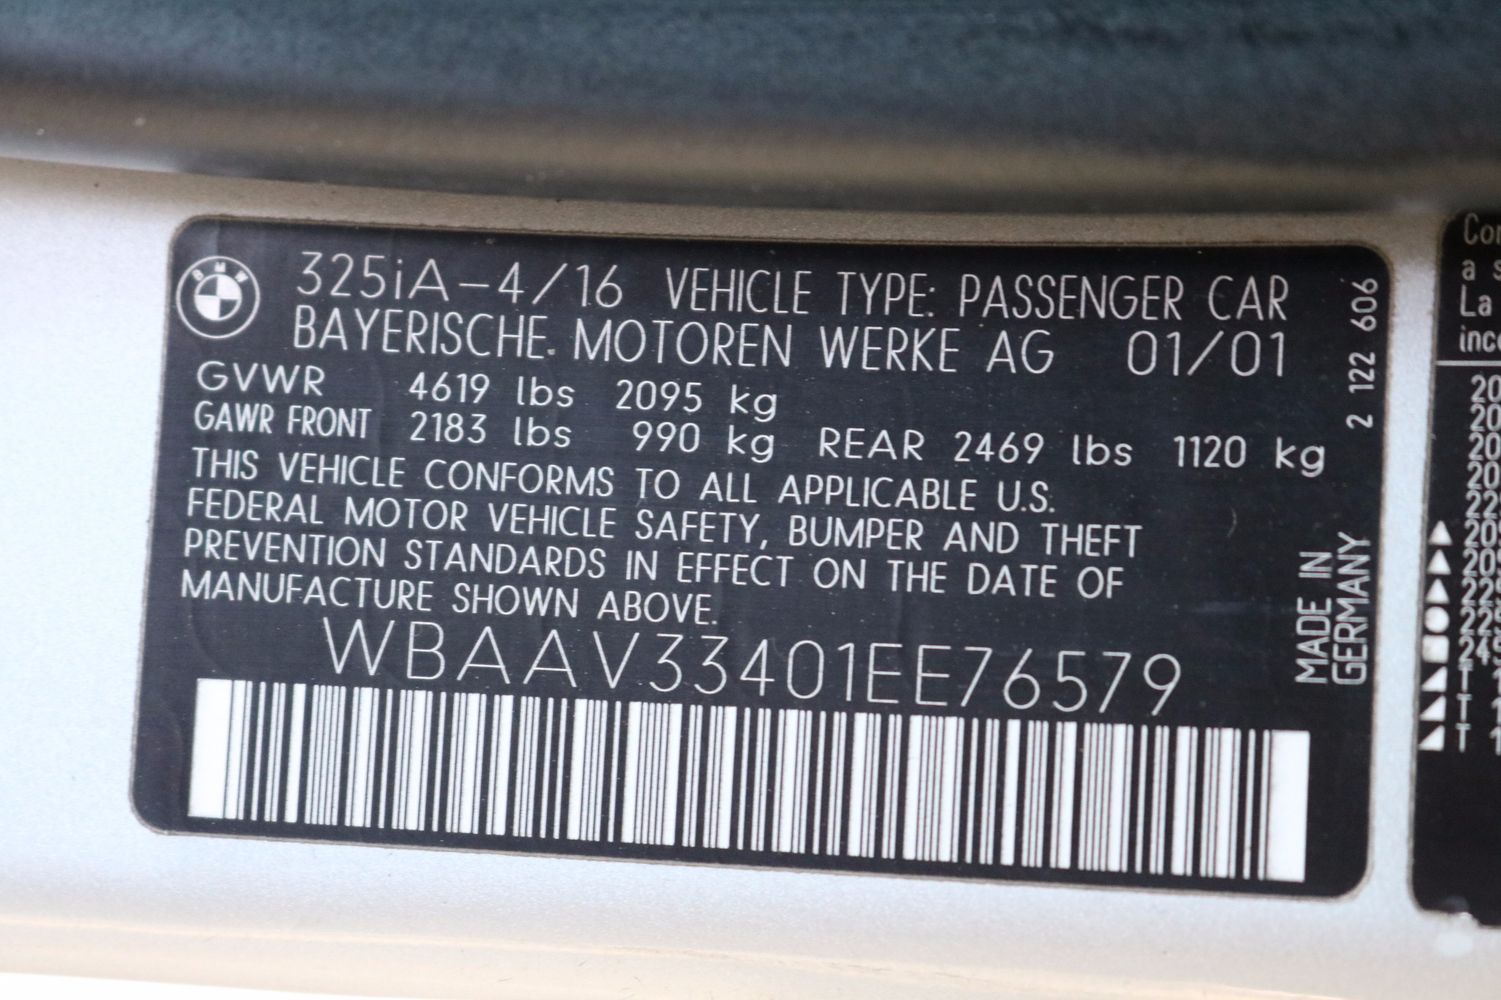 BMW
325iA-4/16 VEHICLE TYPE: PASSENGER CAR
BAYERISCHE MOTOREN WERKE AG 01/01
GVWR 4619 lbs 2095 kg
GAWR FRONT 2183 lbs 990 kg REAR 2469 lbs 1120 kg
THIS VEHICLE CONFORMS TO ALL APPLICABLE U.S.
FEDERAL MOTOR VEHICLE SAFETY, BUMPER AND THEFT
PREVENTION STANDARDS IN EFFECT ON THE DATE OF
MANUFACTURE SHOWN ABOVE.
WBAAV33401EE76579
2 122 606
MADE IN
GERMANY
a
La